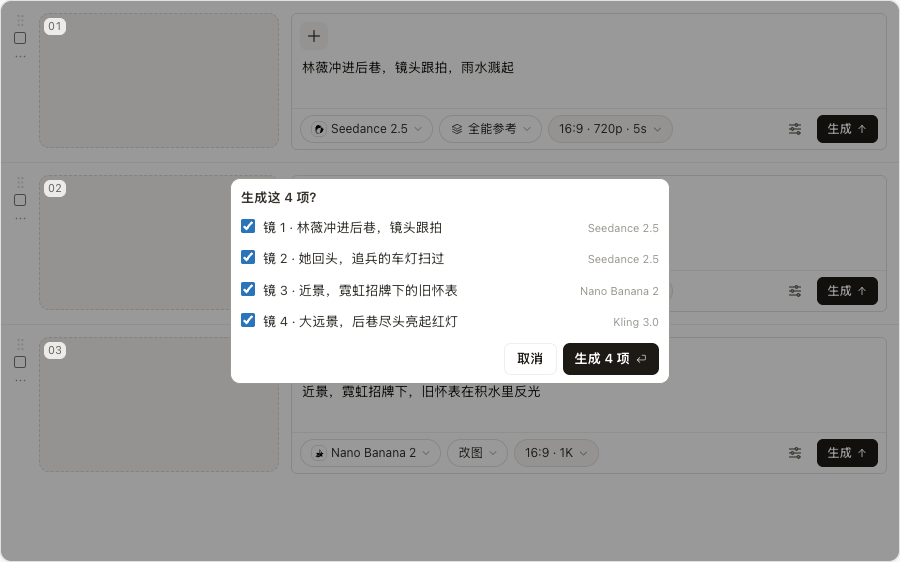 01
林薇冲进后巷，镜头跟拍，雨水溅起
Seedance 2.5
全能参考
16:9 · 720p · 5s
生成 ↑
02
生成 ↑
生成这 4 项?
镜 1 · 林薇冲进后巷，镜头跟拍
Seedance 2.5
镜 2 · 她回头，追兵的车灯扫过
Seedance 2.5
镜 3 · 近景，霓虹招牌下的旧怀表
Nano Banana 2
镜 4 · 大远景，后巷尽头亮起红灯
Kling 3.0
取消
生成 4 项
03
近景，霓虹招牌下，旧怀表在积水里反光
Nano Banana 2
改图
16:9 · 1K
生成 ↑